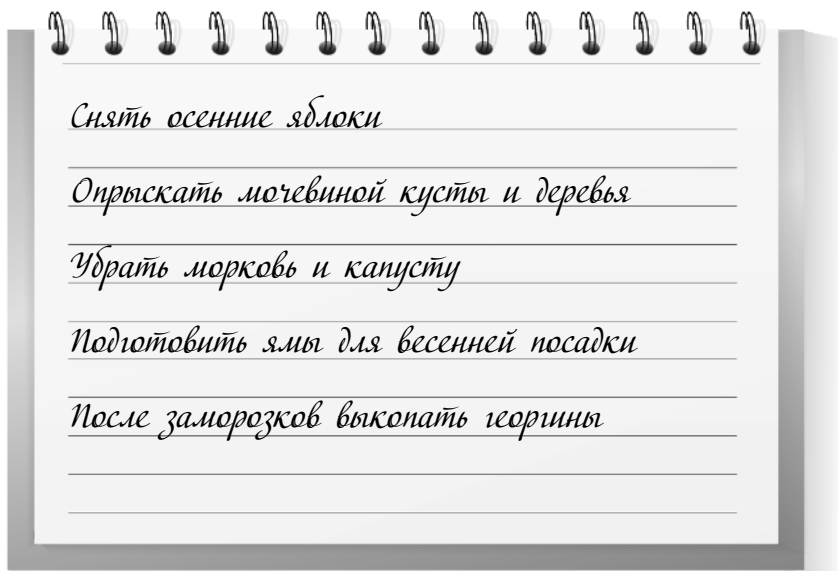 Снять осенние яблоки
Опрыскать мочевиной кусты и деревья
Убрать морковь и капусту
Подготовить ямы для весенней посадки
После заморозков выкопать георгины